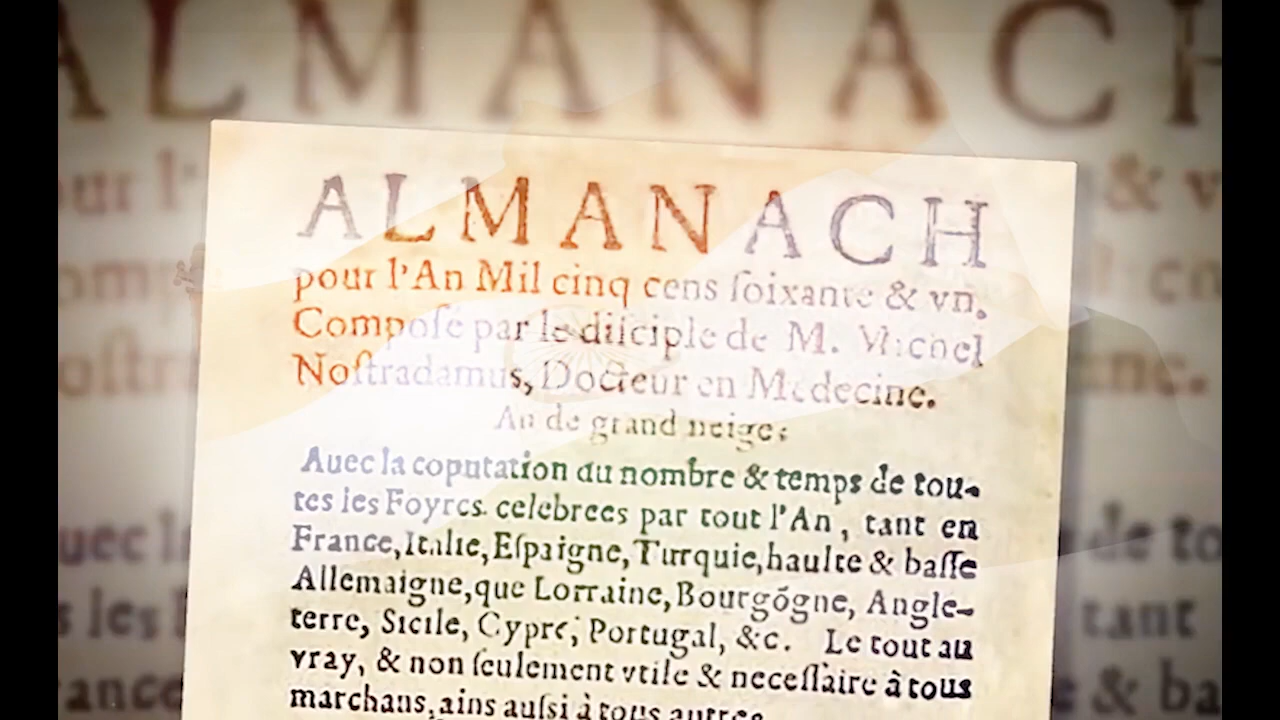 ALMANACH
pour l'An Mil cinq cens ſoixante & vn.
Compoſé par le diſciple de M. Michel
Noſtradamus, Docteur en Medecine.
An de grand neige:
Auec la coputation du nombre & temps de tou-
tes les Foyres celebrees par tout l'An, tant en
France, Italie, Eſpaigne, Turquie, haulte & baſſe
Allemaigne, que Lorraine, Bourgõgne, Angle-
terre, Sicile, Cypre, Portugal, &c. Le tout au
vray, & non ſeulement vtile & neceſſaire à tous
marchans, ains auſsi à tous autres